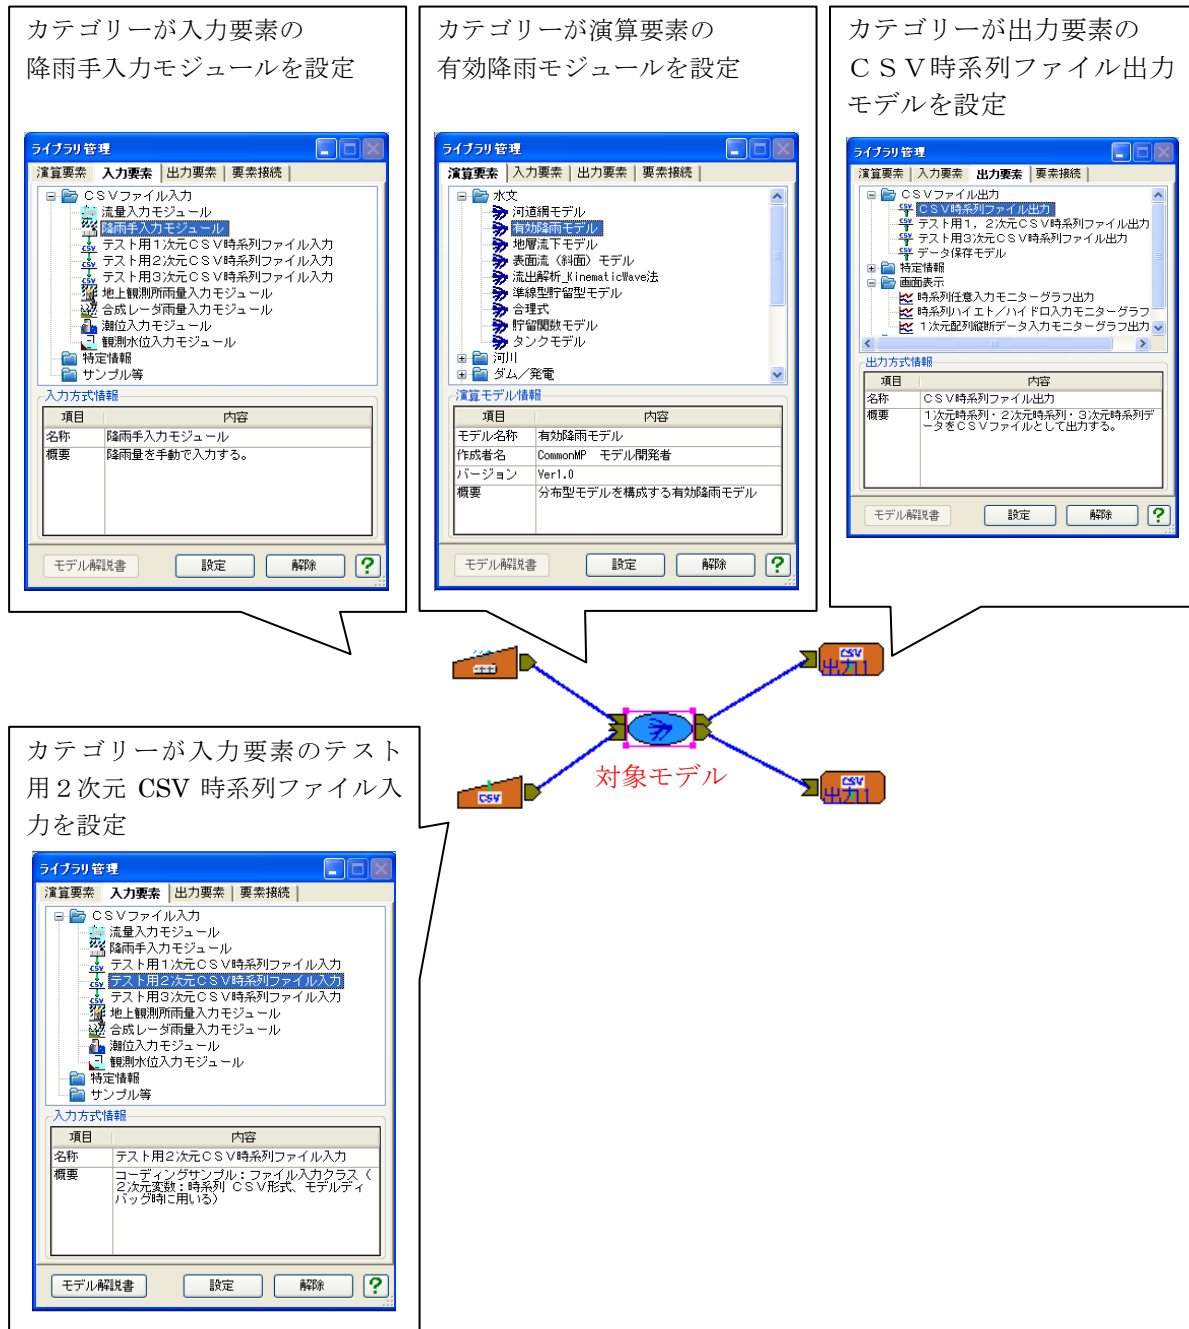 カテゴリーが入力要素の
降雨手入力モジュールを設定
ライブラリ管理
演算要素 入力要素 出力要素 要素接続
CSVファイル入力
流量入力モジュール
降雨手入力モジュール
テスト用1次元CSV時系列ファイル入力
テスト用2次元CSV時系列ファイル入力
テスト用3次元CSV時系列ファイル入力
地上観測所雨量入力モジュール
合成レーダ雨量入力モジュール
潮位入力モジュール
観測水位入力モジュール
特定情報
サンプル等
入力方式情報
項目 内容
名称 降雨手入力モジュール
概要 降雨量を手動で入力する。
モデル解説書 設定 解除 ?
カテゴリーが演算要素の
有効降雨モジュールを設定
ライブラリ管理
演算要素 入力要素 出力要素 要素接続
水文
河道網モデル
有効降雨モデル
地層流下モデル
表面流（斜面）モデル
流出解析_KinematicWave法
準線型貯留型モデル
合理式
貯留関数モデル
タンクモデル
河川
ダム／発電
演算モデル情報
項目 内容
モデル名称 有効降雨モデル
作成者名 CommonMP モデル開発者
バージョン Ver1.0
概要 分布型モデルを構成する有効降雨モデル
モデル解説書 設定 解除 ?
カテゴリーが出力要素の
ＣＳＶ時系列ファイル出力
モデルを設定
ライブラリ管理
演算要素 入力要素 出力要素 要素接続
CSVファイル出力
CSV時系列ファイル出力
テスト用1，2次元CSV時系列ファイル出力
テスト用3次元CSV時系列ファイル出力
データ保存モデル
特定情報
画面表示
時系列任意入力モニターグラフ出力
時系列ハイエト／ハイドロ入力モニターグラフ
1次元配列縦断データ入力モニターグラフ出力
出力方式情報
項目 内容
名称 CSV時系列ファイル出力
概要 1次元時系列・2次元時系列・3次元時系列デ
ータをCSVファイルとして出力する。
モデル解説書 設定 解除 ?
CSV
出力1
対象モデル
CSV
CSV
出力1
カテゴリーが入力要素のテスト
用２次元 CSV 時系列ファイル入
力を設定
ライブラリ管理
演算要素 入力要素 出力要素 要素接続
CSVファイル入力
流量入力モジュール
降雨手入力モジュール
テスト用1次元CSV時系列ファイル入力
テスト用2次元CSV時系列ファイル入力
テスト用3次元CSV時系列ファイル入力
地上観測所雨量入力モジュール
合成レーダ雨量入力モジュール
潮位入力モジュール
観測水位入力モジュール
特定情報
サンプル等
入力方式情報
項目 内容
名称 テスト用2次元CSV時系列ファイル入力
概要 コーディングサンプル：ファイル入力クラス（
2次元変数：時系列 CSV形式、モデルディ
バッグ時に用いる）
モデル解説書 設定 解除 ?